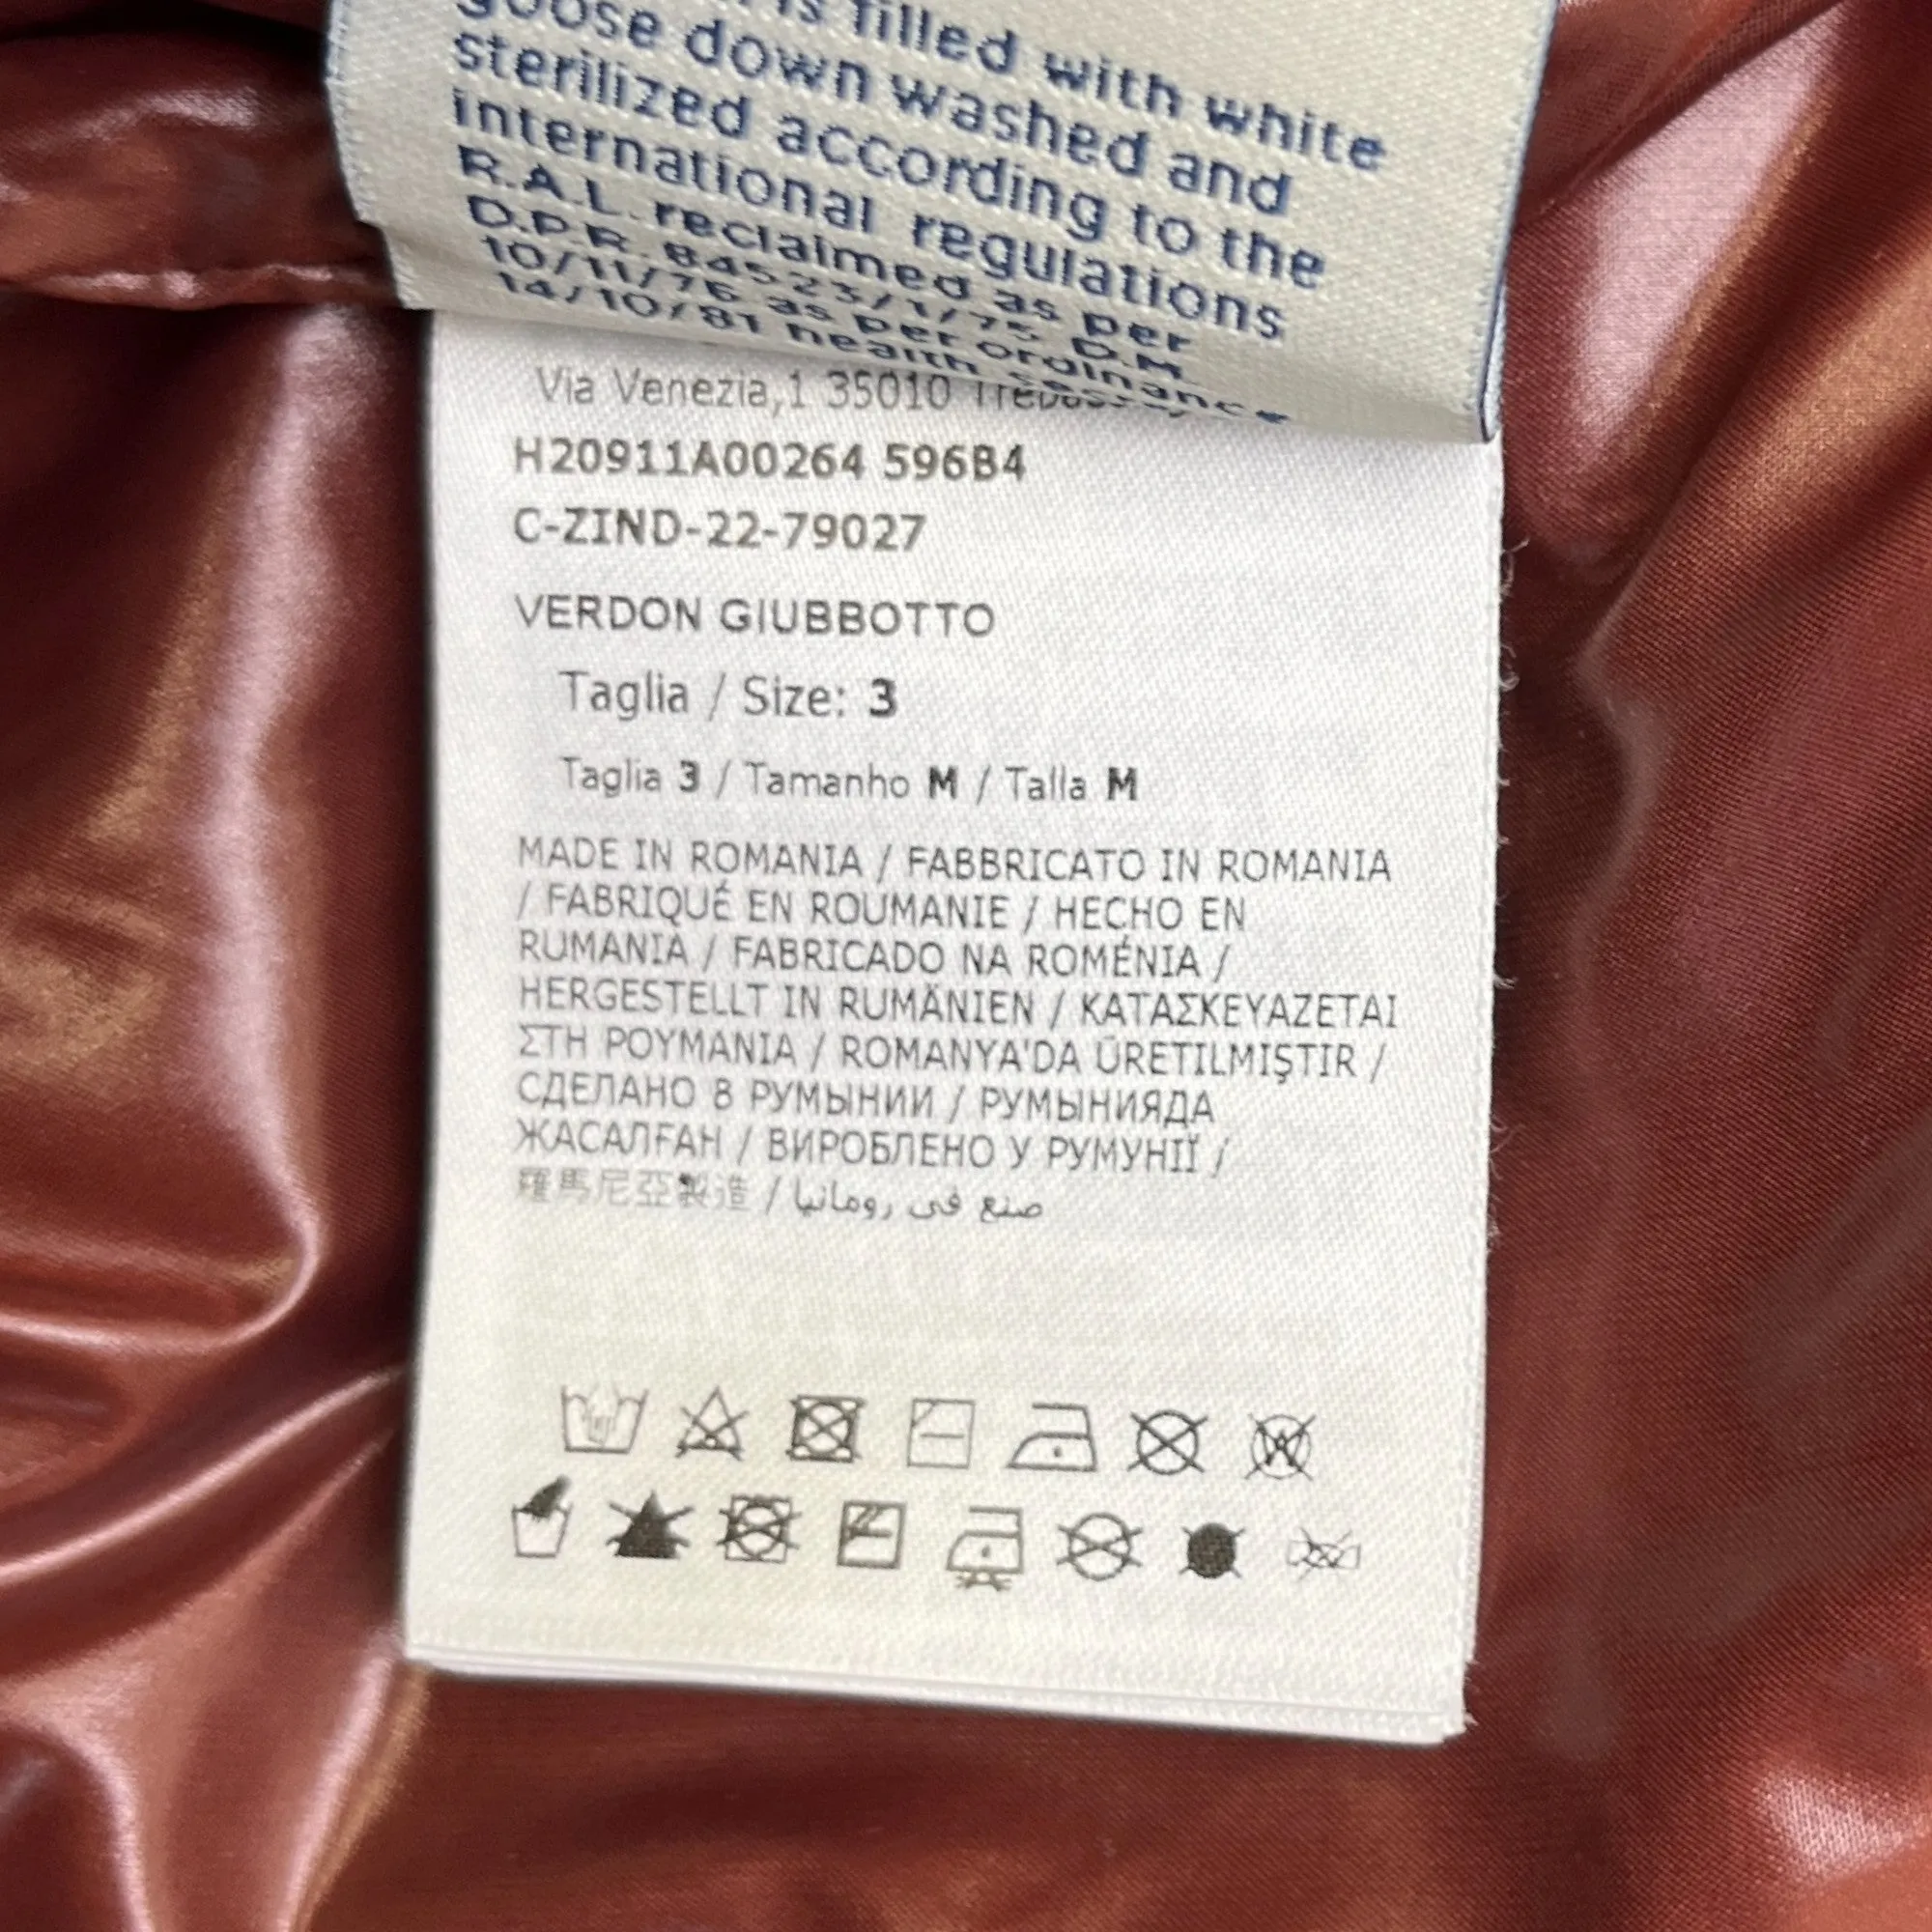 is filled with white
goose down washed and
sterilized according to the
international regulations
R.A.L. reclaimed as per
D.P.R. 84523/1/75 D.M.
10/11/76 as per ordinance
14/10/81 health
Via Venezia,1 35010
H20911A00264 596B4
C-ZIND-22-79027
VERDON GIUBBOTTO
Taglia / Size: 3
Taglia 3 / Tamanho M / Talla M
MADE IN ROMANIA / FABBRICATO IN ROMANIA
/ FABRIQUÉ EN ROUMANIE / HECHO EN
RUMANIA / FABRICADO NA ROMÉNIA /
HERGESTELLT IN RUMÄNIEN / ΚΑΤΑΣΚΕΥΑΖΕΤΑΙ
ΣΤΗ ΡΟΥΜΑΝΙΑ / ROMANYA'DA ÜRETILMIŞTIR /
СДЕЛАНО В РУМЫНИИ / РУМЫНИЯДА
ЖАСАЛҒАН / ВИРОБЛЕНО У РУМУНІЇ /
羅馬尼亞製造 / صنع في رومانيا